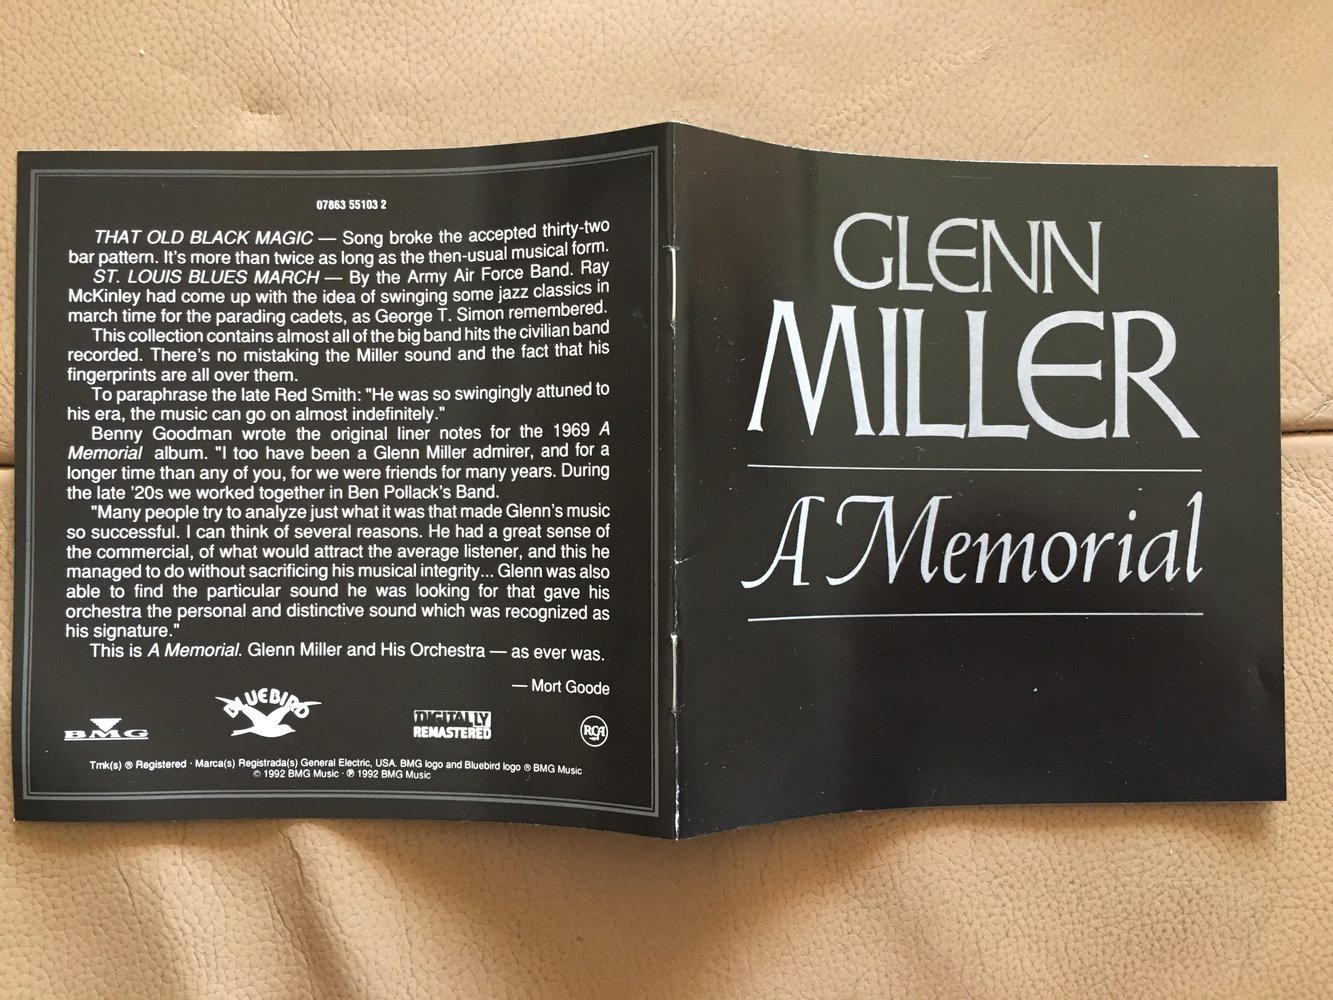 07863 55103 2
THAT OLD BLACK MAGIC — Song broke the accepted thirty-two
bar pattern. It's more than twice as long as the then-usual musical form.
ST. LOUIS BLUES MARCH — By the Army Air Force Band. Ray
McKinley had come up with the idea of swinging some jazz classics in
march time for the parading cadets, as George T. Simon remembered.
This collection contains almost all of the big band hits the civilian band
recorded. There's no mistaking the Miller sound and the fact that his
fingerprints are all over them.
To paraphrase the late Red Smith: "He was so swingingly attuned to
his era, the music can go on almost indefinitely."
Benny Goodman wrote the original liner notes for the 1969 A
Memorial album. "I too have been a Glenn Miller admirer, and for a
longer time than any of you, for we were friends for many years. During
the late '20s we worked together in Ben Pollack's Band.
"Many people try to analyze just what it was that made Glenn's music
so successful. I can think of several reasons. He had a great sense of
the commercial, of what would attract the average listener, and this he
managed to do without sacrificing his musical integrity... Glenn was also
able to find the particular sound he was looking for that gave his
orchestra the personal and distinctive sound which was recognized as
his signature."
This is A Memorial. Glenn Miller and His Orchestra — as ever was.
— Mort Goode
BMG
BLUEBIRD
DIGITALLY
REMASTERED
RCA
Tmk(s) ® Registered · Marca(s) Registrada(s) General Electric, USA. BMG logo and Bluebird logo ® BMG Music
© 1992 BMG Music · ℗ 1992 BMG Music
GLENN
MILLER
A Memorial